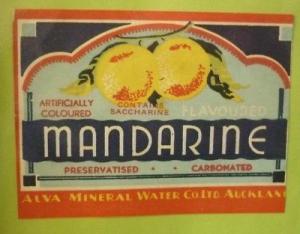 ARTIFICIALLY
COLOURED
CONTAINS
SACCHARINE
FLAVOURED
MANDARINE
PRESERVATISED · · CARBONATED
ALVA MINERAL WATER CO LTD AUCKLAND